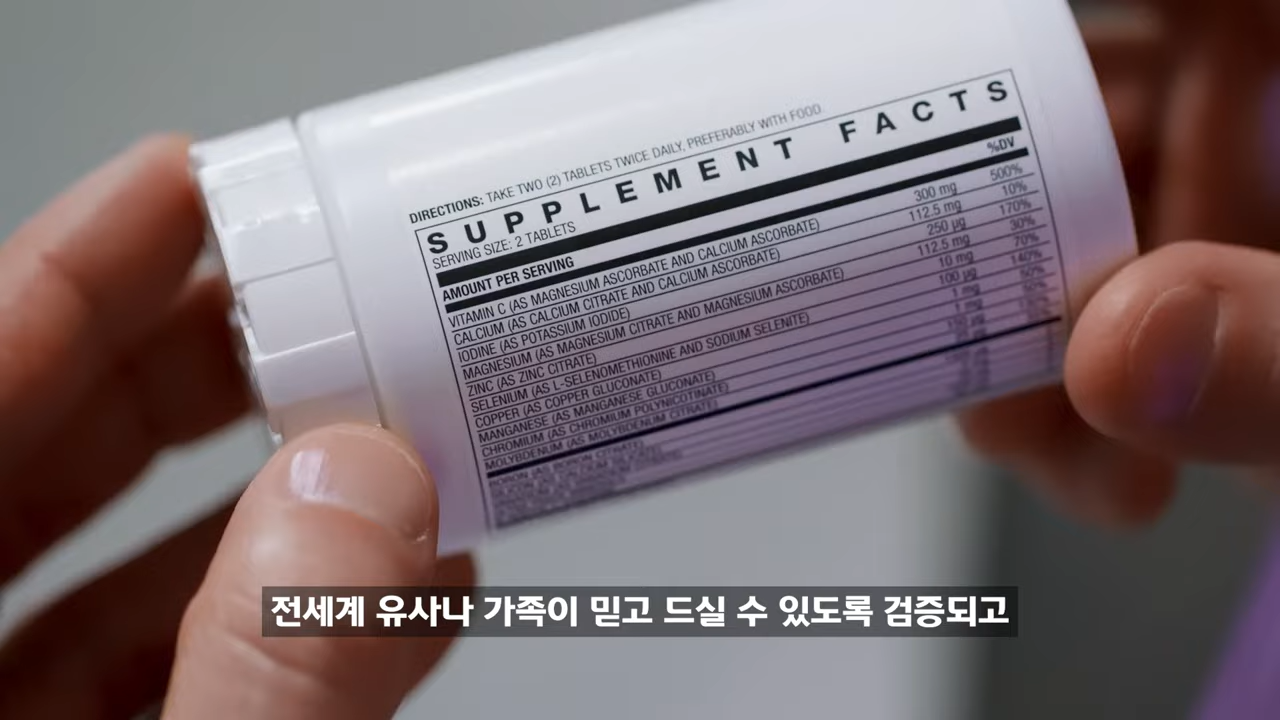 DIRECTIONS: TAKE TWO (2) TABLETS TWICE DAILY, PREFERABLY WITH FOOD
SUPPLEMENT FACTS
SERVING SIZE: 2 TABLETS
AMOUNT PER SERVING %DV
VITAMIN C (AS MAGNESIUM ASCORBATE AND CALCIUM ASCORBATE) 300 mg 500%
CALCIUM (AS CALCIUM CITRATE AND CALCIUM ASCORBATE) 112.5 mg 10%
IODINE (AS POTASSIUM IODIDE) 250 µg 170%
MAGNESIUM (AS MAGNESIUM CITRATE AND MAGNESIUM ASCORBATE) 112.5 mg 30%
ZINC (AS ZINC CITRATE) 10 mg 70%
SELENIUM (AS L-SELENOMETHIONINE AND SODIUM SELENITE) 100 µg 140%
COPPER (AS COPPER GLUCONATE) 1 mg 50%
MANGANESE (AS MANGANESE GLUCONATE) 1 mg
CHROMIUM (AS CHROMIUM POLYNICOTINATE)
MOLYBDENUM (AS MOLYBDENUM CITRATE)
BORON (AS BORON CITRATE)
전세계 유사나 가족이 믿고 드실 수 있도록 검증되고